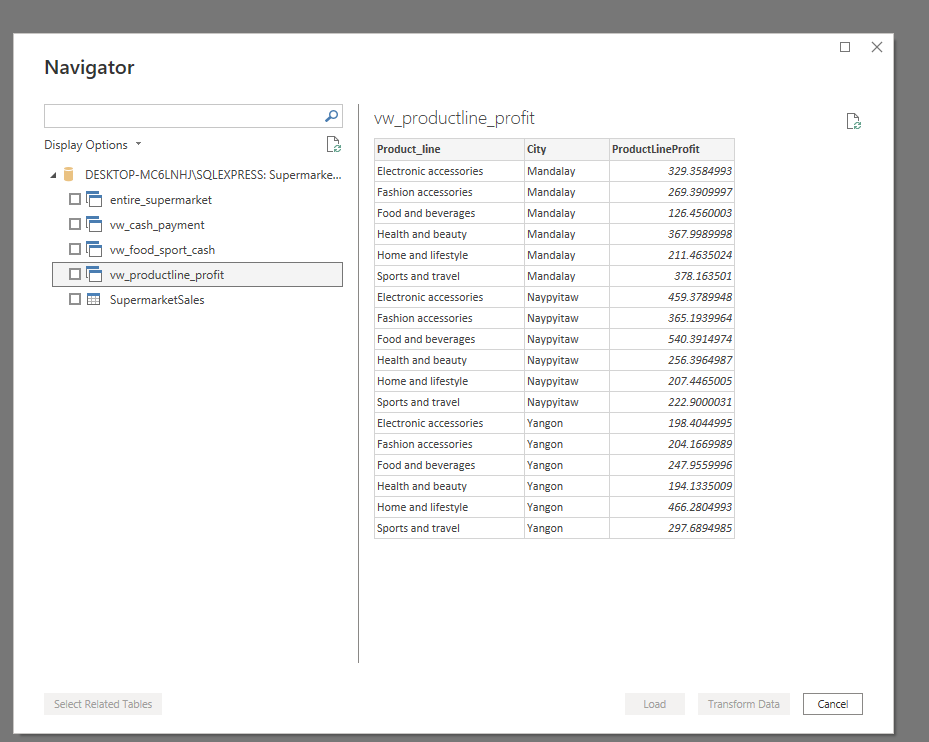 Navigator
Display Options
DESKTOP-MC6LNHJ\SQLEXPRESS: Supermarke...
entire_supermarket
vw_cash_payment
vw_food_sport_cash
vw_productline_profit
SupermarketSales
vw_productline_profit
Product_line City ProductLineProfit
Electronic accessories Mandalay 329.3584993
Fashion accessories Mandalay 269.3909997
Food and beverages Mandalay 126.4560003
Health and beauty Mandalay 367.9989998
Home and lifestyle Mandalay 211.4635024
Sports and travel Mandalay 378.163501
Electronic accessories Naypyitaw 459.3789948
Fashion accessories Naypyitaw 365.1939964
Food and beverages Naypyitaw 540.3914974
Health and beauty Naypyitaw 256.3964987
Home and lifestyle Naypyitaw 207.4465005
Sports and travel Naypyitaw 222.9000031
Electronic accessories Yangon 198.4044995
Fashion accessories Yangon 204.1669989
Food and beverages Yangon 247.9559996
Health and beauty Yangon 194.1335009
Home and lifestyle Yangon 466.2804993
Sports and travel Yangon 297.6894985
Select Related Tables Load Transform Data Cancel